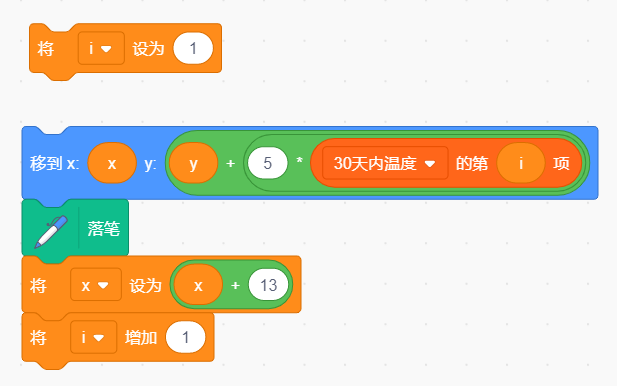 将 i 设为 1
移到 x: x y: y + 5 * 30天内温度 的第 i 项
落笔
将 x 设为 x + 13
将 i 增加 1